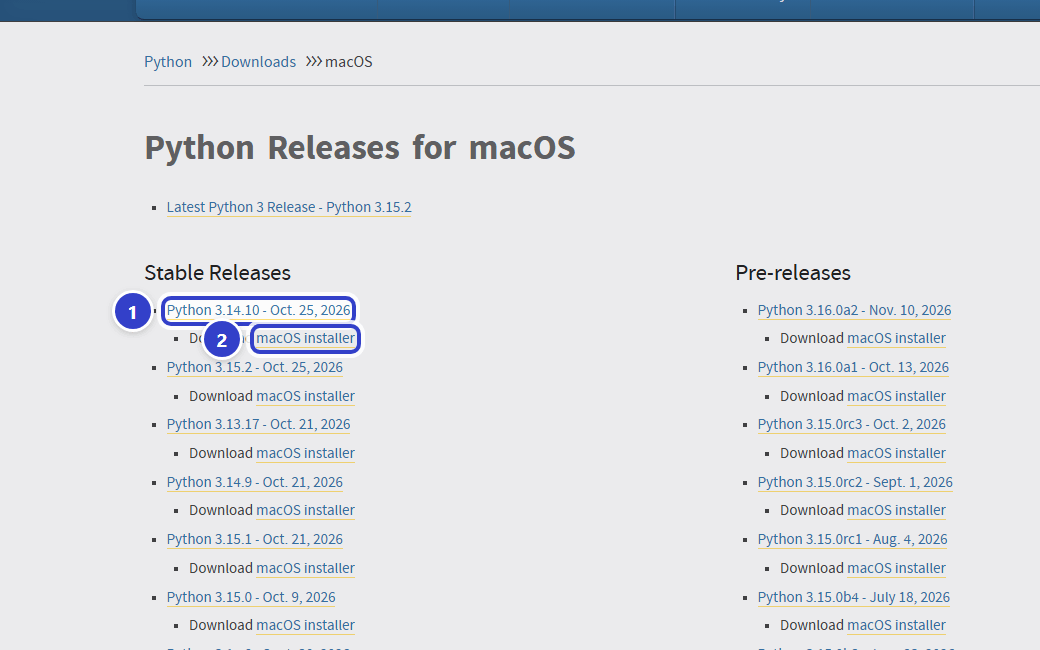 Python >>> Downloads >>> macOS
Python Releases for macOS
Latest Python 3 Release - Python 3.15.2
Stable Releases
1 Python 3.14.10 - Oct. 25, 2026
2 macOS installer
Python 3.15.2 - Oct. 25, 2026
Download macOS installer
Python 3.13.17 - Oct. 21, 2026
Download macOS installer
Python 3.14.9 - Oct. 21, 2026
Download macOS installer
Python 3.15.1 - Oct. 21, 2026
Download macOS installer
Python 3.15.0 - Oct. 9, 2026
Download macOS installer
Pre-releases
Python 3.16.0a2 - Nov. 10, 2026
Download macOS installer
Python 3.16.0a1 - Oct. 13, 2026
Download macOS installer
Python 3.15.0rc3 - Oct. 2, 2026
Download macOS installer
Python 3.15.0rc2 - Sept. 1, 2026
Download macOS installer
Python 3.15.0rc1 - Aug. 4, 2026
Download macOS installer
Python 3.15.0b4 - July 18, 2026
Download macOS installer